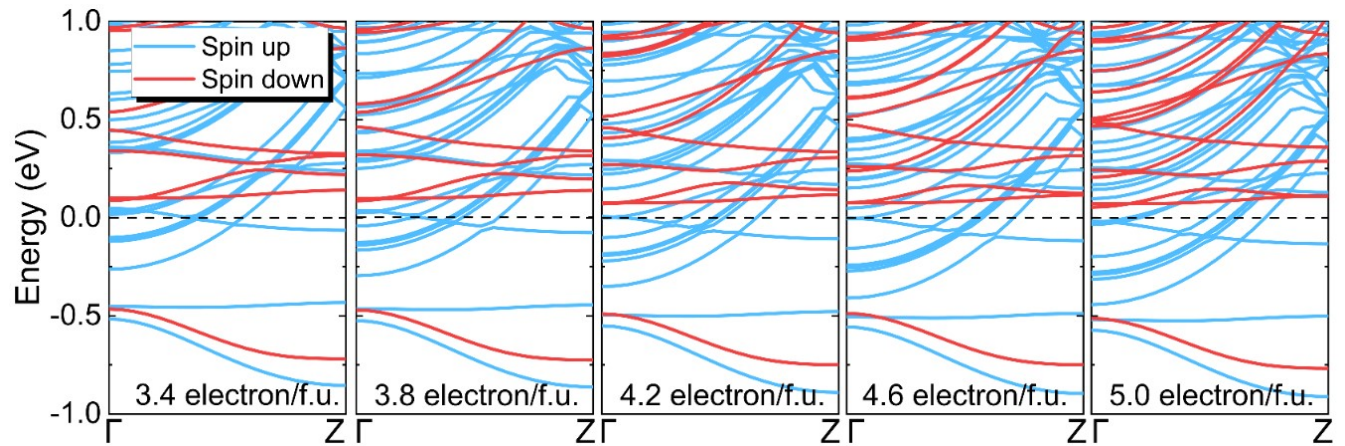 Energy (eV)
1.0
0.5
0.0
-0.5
-1.0
Spin up
Spin down
3.4 electron/f.u.
3.8 electron/f.u.
4.2 electron/f.u.
4.6 electron/f.u.
5.0 electron/f.u.
Γ Z Γ Z Γ Z Γ Z Γ Z